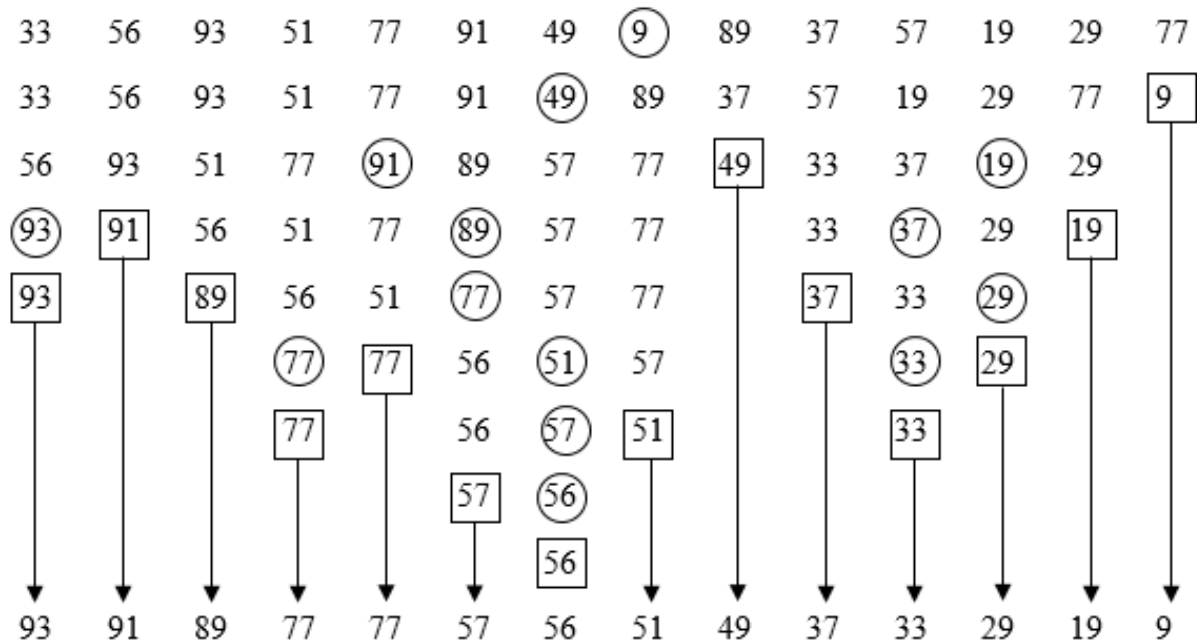 33 56 93 51 77 91 49 9 89 37 57 19 29 77
33 56 93 51 77 91 49 89 37 57 19 29 77 9
56 93 51 77 91 89 57 77 49 33 37 19 29
93 91 56 51 77 89 57 77 33 37 29 19
93 89 56 51 77 57 77 37 33 29
77 77 56 51 57 33 29
77 56 57 51 33
57 56
56
93 91 89 77 77 57 56 51 49 37 33 29 19 9